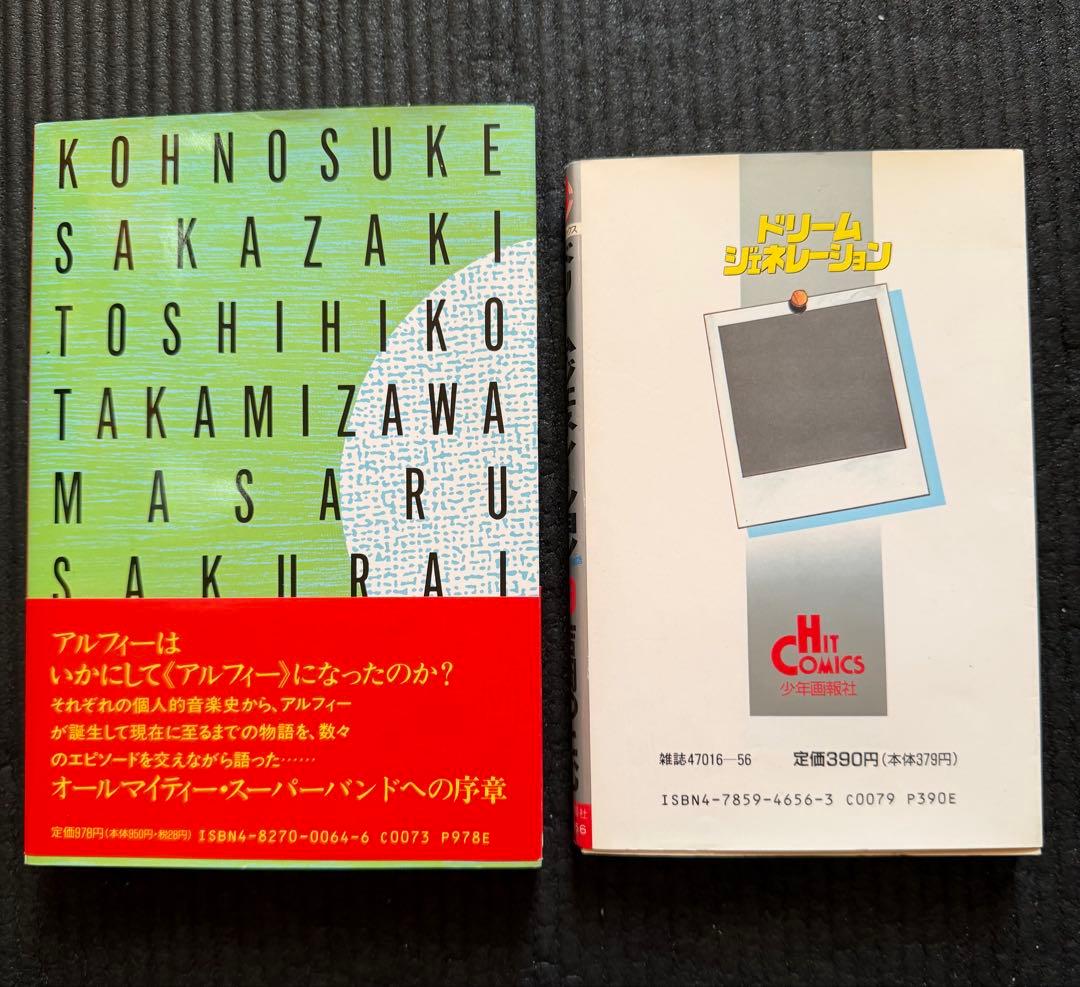 KOHNOSUKE
SAKAZAKI
TOSHIHIKO
TAKAMIZAWA
MASARU
SAKURAI
アルフィーは
いかにして《アルフィー》になったのか?
それぞれの個人的音楽史から、アルフィー
が誕生して現在に至るまでの物語を、数々
のエピソードを交えながら語った……
オールマイティー・スーパーバンドへの序章
定価978円(本体950円・税28円) ISBN4-8270-0064-6 C0073 P978E
ドリーム
ジェネレーション
HIT
COMICS
少年画報社
雑誌47016-56 定価390円(本体379円)
ISBN4-7859-4656-3 C0079 P390E